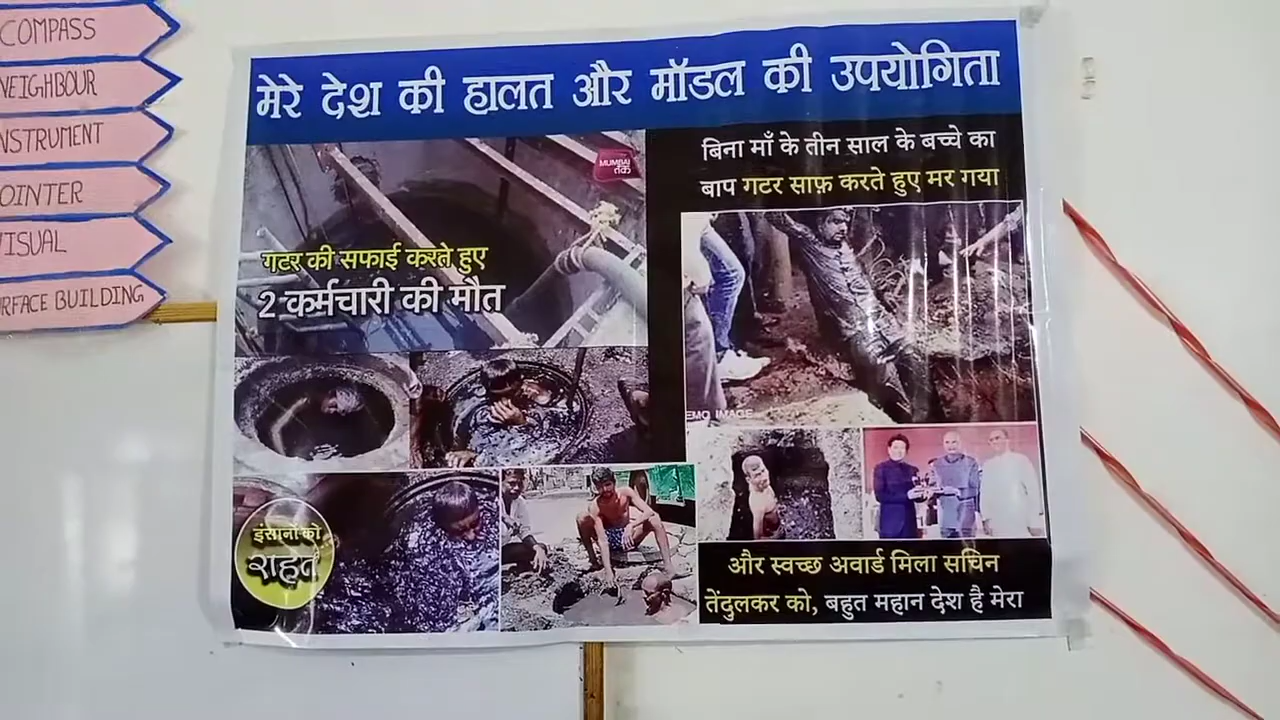 COMPASS
NEIGHBOUR
NSTRUMENT
OINTER
VISUAL
RFACE BUILDING
मेरे देश की हालत और मॉडल की उपयोगिता
MUMBAI
तक
गटर की सफाई करते हुए
2 कर्मचारी की मौत
इंसानों को
राहत
बिना माँ के तीन साल के बच्चे का
बाप गटर साफ़ करते हुए मर गया
EMO IMAGE
और स्वच्छ अवार्ड मिला सचिन
तेंदुलकर को, बहुत महान देश है मेरा